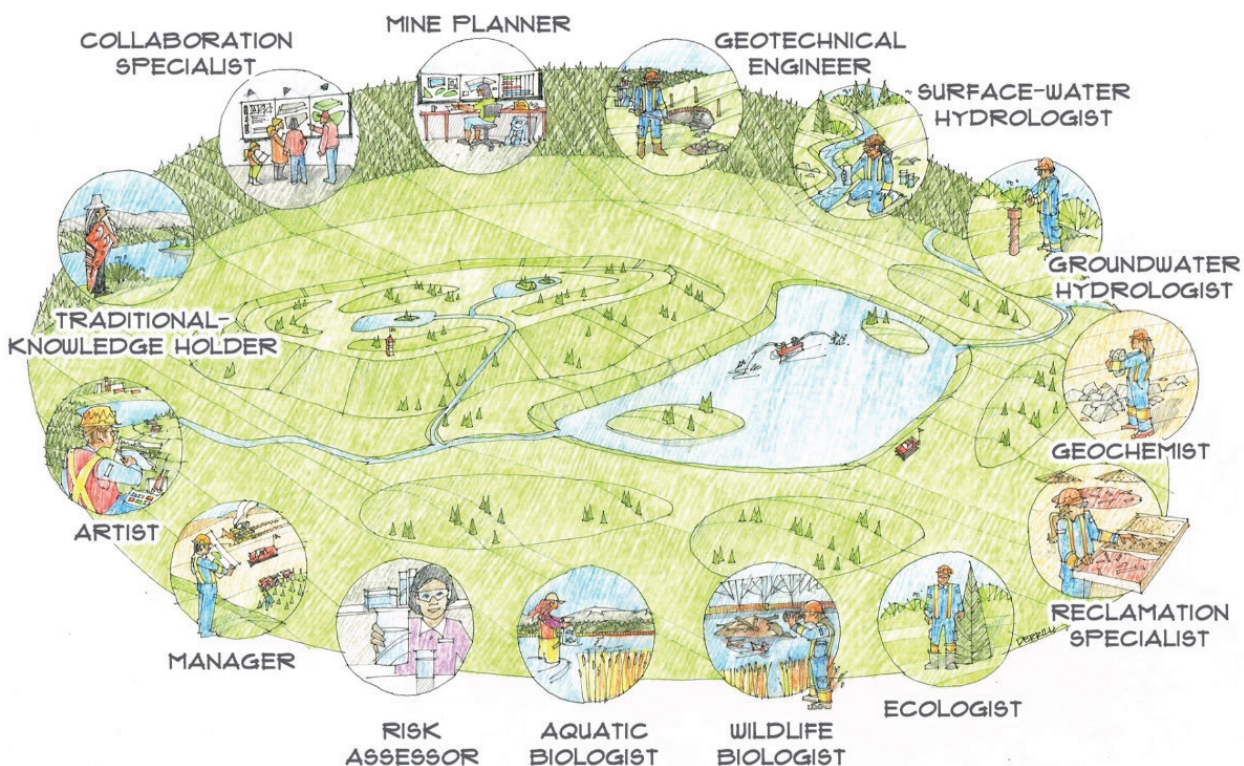 MINE PLANNER
COLLABORATION
SPECIALIST
GEOTECHNICAL
ENGINEER
SURFACE-WATER
HYDROLOGIST
GROUNDWATER
HYDROLOGIST
TRADITIONAL-
KNOWLEDGE HOLDER
GEOCHEMIST
ARTIST
RECLAMATION
SPECIALIST
DERRILL
MANAGER
ECOLOGIST
RISK
ASSESSOR
AQUATIC
BIOLOGIST
WILDLIFE
BIOLOGIST